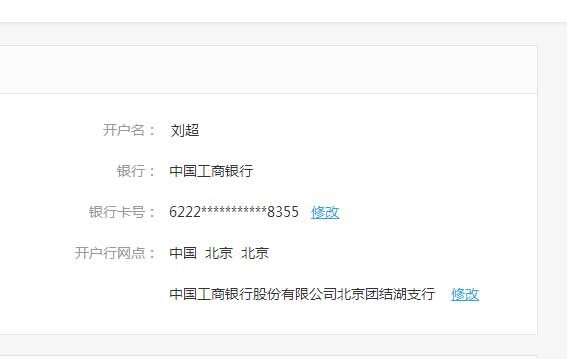 开户名： 刘超
银行： 中国工商银行
银行卡号： 6222***********8355 修改
开户行网点： 中国 北京 北京
中国工商银行股份有限公司北京团结湖支行 修改